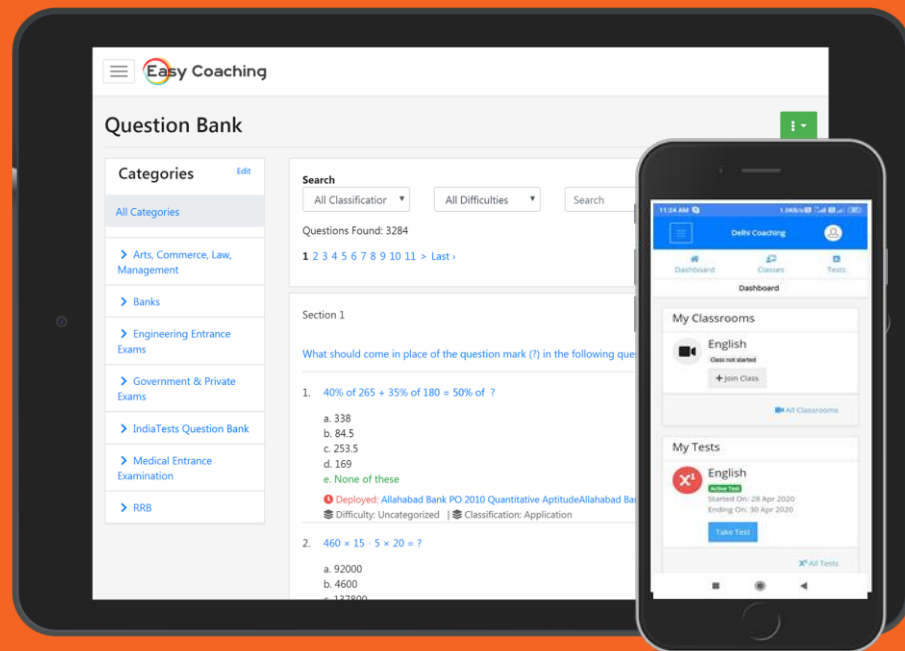 Easy Coaching
Question Bank
Categories Edit
All Categories
Arts, Commerce, Law,
Management
Banks
Engineering Entrance
Exams
Government & Private
Exams
IndiaTests Question Bank
Medical Entrance
Examination
RRB
Search
All Classificatior All Difficulties Search
Questions Found: 3284
1 2 3 4 5 6 7 8 9 10 11 > Last ›
Section 1
What should come in place of the question mark (?) in the following que
1. 40% of 265 + 35% of 180 = 50% of ?
a. 338
b. 84.5
c. 253.5
d. 169
e. None of these
Deployed: Allahabad Bank PO 2010 Quantitative AptitudeAllahabad Ba
Difficulty: Uncategorized | Classification: Application
2. 460 × 15 - 5 × 20 = ?
a. 92000
b. 4600
c. 137800
11:24 AM
Delhi Coaching
Dashboard Classes Tests
Dashboard
My Classrooms
English
Class not started
+ Join Class
All Classrooms
My Tests
X¹ English
Active Test
Started On: 28 Apr 2020
Ending On: 30 Apr 2020
Take Test
X¹ All Tests